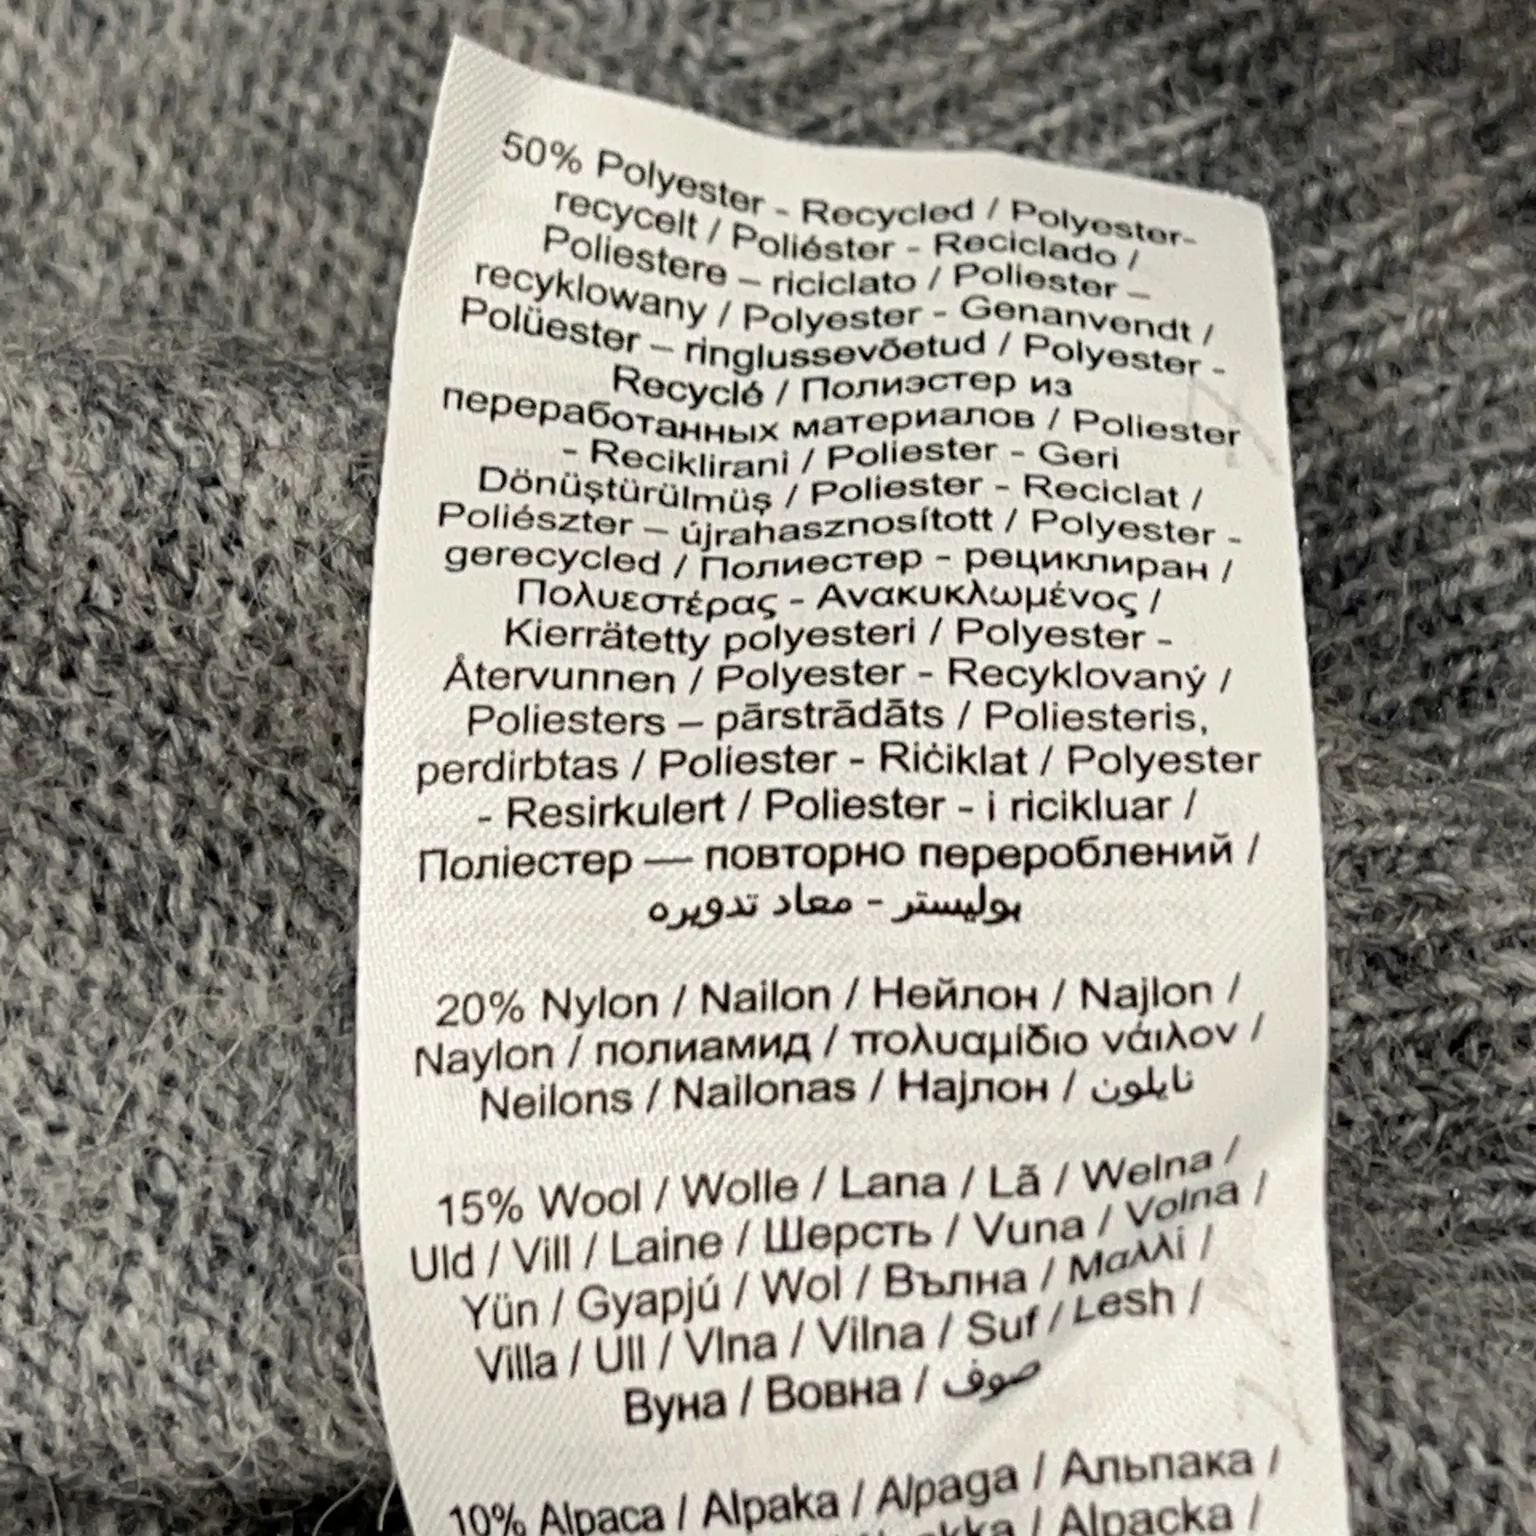 50% Polyester - Recycled / Polyester-
recycelt / Poliéster - Reciclado /
Poliestere – riciclato / Poliester –
recyklowany / Polyester - Genanvendt /
Polüester – ringlussevõetud / Polyester -
Recyclé / Полиэстер из
переработанных материалов / Poliester
- Reciklirani / Poliester - Geri
Dönüştürülmüş / Poliester - Reciclat /
Poliészter – újrahasznosított / Polyester -
gerecycled / Полиестер - рециклиран /
Πολυεστέρας - Ανακυκλωμένος /
Kierrätetty polyesteri / Polyester -
Återvunnen / Polyester - Recyklovaný /
Poliesters – pārstrādāts / Poliesteris,
perdirbtas / Poliester - Riċiklat / Polyester
- Resirkulert / Poliester - i ricikluar /
Поліестер — повторно перероблений /
بوليستر - معاد تدويره
20% Nylon / Nailon / Нейлон / Najlon /
Naylon / полиамид / πολυαμίδιο νάιλον /
Neilons / Nailonas / Најлон / نايلون
15% Wool / Wolle / Lana / Lã / Wełna /
Uld / Vill / Laine / Шерсть / Vuna / Volna /
Yün / Gyapjú / Wol / Вълна / Μαλλί /
Villa / Ull / Vlna / Vilna / Suf / Lesh /
Вуна / Вовна / صوف
10% Alpaca / Alpaka / Alpaga / Альпака /
Alpacka /